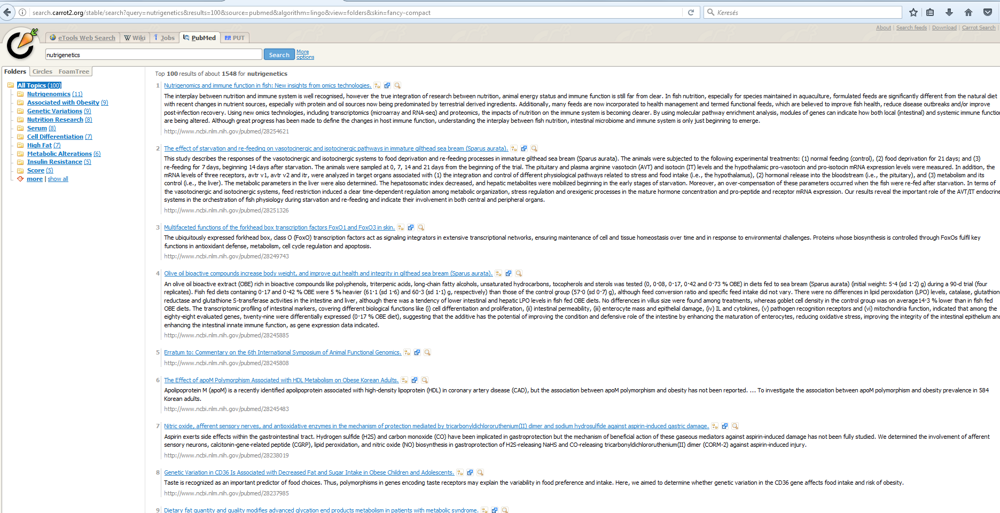 search.carrot2.org/stable/search?query=nutrigenetics&results=100&source=pubmed&algorithm=lingo&view=folders&skin=fancy-compact
Keresés
About | Search feeds | Download | Carrot Search
eTools Web Search
Wiki
Jobs
PubMed
PUT
nutrigenetics
Search
More options
Folders
Circles
FoamTree
All Topics (100)
Nutrigenomics (11)
Associated with Obesity (9)
Genetic Variations (9)
Nutrition Research (8)
Serum (8)
Cell Differentiation (7)
High Fat (7)
Metabolic Alterations (6)
Insulin Resistance (5)
Score (5)
more | show all
Top 100 results of about 1548 for nutrigenetics
1 Nutrigenomics and immune function in fish: New insights from omics technologies.
The interplay between nutrition and immune system is well recognised, however the true integration of research between nutrition, animal energy status and immune function is still far from clear. In fish nutrition, especially for species maintained in aquaculture, formulated feeds are significantly different from the natural diet
with recent changes in nutrient sources, especially with protein and oil sources now being predominated by terrestrial derived ingredients. Additionally, many feeds are now incorporated to health management and termed functional feeds, which are believed to improve fish health, reduce disease outbreaks and/or improve
post-infection recovery. Using new omics technologies, including transcriptomics (microarray and RNA-seq) and proteomics, the impacts of nutrition on the immune system is becoming clearer. By using molecular pathway enrichment analysis, modules of genes can indicate how both local (intestinal) and systemic immune function
are being altered. Although great progress has been made to define the changes in host immune function, understanding the interplay between fish nutrition, intestinal microbiome and immune system is only just beginning to emerge.
http://www.ncbi.nlm.nih.gov/pubmed/28254621
2 The effect of starvation and re-feeding on vasotocinergic and isotocinergic pathways in immature gilthead sea bream (Sparus aurata).
This study describes the responses of the vasotocinergic and isotocinergic systems to food deprivation and re-feeding processes in immature gilthead sea bream (Sparus aurata). The animals were subjected to the following experimental treatments: (1) normal feeding (control), (2) food deprivation for 21 days; and (3)
re-feeding for 7 days, beginning 14 days after starvation. The animals were sampled at 0, 7, 14 and 21 days from the beginning of the trial. The pituitary and plasma arginine vasotocin (AVT) and isotocin (IT) levels and the hypothalamic pro-vasotocin and pro-isotocin mRNA expression levels were measured. In addition, the
mRNA levels of three receptors, avtr v1, avtr v2 and itr, were analyzed in target organs associated with (1) the integration and control of different physiological pathways related to stress and food intake (i.e., the hypothalamus), (2) hormonal release into the bloodstream (i.e., the pituitary), and (3) metabolism and its
control (i.e., the liver). The metabolic parameters in the liver were also determined. The hepatosomatic index decreased, and hepatic metabolites were mobilized beginning in the early stages of starvation. Moreover, an over-compensation of these parameters occurred when the fish were re-fed after starvation. In terms of
the vasotocinergic and isotocinergic systems, feed restriction induced a clear time-dependent regulation among metabolic organization, stress regulation and orexigenic processes in the mature hormone concentration and pro-peptide and receptor mRNA expression. Our results reveal the important role of the AVT/IT endocrine
systems in the orchestration of fish physiology during starvation and re-feeding and indicate their involvement in both central and peripheral organs.
http://www.ncbi.nlm.nih.gov/pubmed/28251326
3 Multifaceted functions of the forkhead box transcription factors FoxO1 and FoxO3 in skin.
The ubiquitously expressed forkhead box, class O (FoxO) transcription factors act as signaling integrators in extensive transcriptional networks, ensuring maintenance of cell and tissue homeostasis over time and in response to environmental challenges. Proteins whose biosynthesis is controlled through FoxOs fulfil key
functions in antioxidant defense, metabolism, cell cycle regulation and apoptosis.
http://www.ncbi.nlm.nih.gov/pubmed/28249743
4 Olive oil bioactive compounds increase body weight, and improve gut health and integrity in gilthead sea bream (Sparus aurata).
An olive oil bioactive extract (OBE) rich in bioactive compounds like polyphenols, triterpenic acids, long-chain fatty alcohols, unsaturated hydrocarbons, tocopherols and sterols was tested (0, 0·08, 0·17, 0·42 and 0·73 % OBE) in diets fed to sea bream (Sparus aurata) (initial weight: 5·4 (sd 1·2) g) during a 90-d trial (four
replicates). Fish fed diets containing 0·17 and 0·42 % OBE were 5 % heavier (61·1 (sd 1·6) and 60·3 (sd 1·1) g, respectively) than those of the control group (57·0 (sd 0·7) g), although feed conversion ratio and specific feed intake did not vary. There were no differences in lipid peroxidation (LPO) levels, catalase, glutathion
reductase and glutathione S-transferase activities in the intestine and liver, although there was a tendency of lower intestinal and hepatic LPO levels in fish fed OBE diets. No differences in villus size were found among treatments, whereas goblet cell density in the control group was on average14·3 % lower than in fish fed
OBE diets. The transcriptomic profiling of intestinal markers, covering different biological functions like (i) cell differentiation and proliferation, (ii) intestinal permeability, (iii) enterocyte mass and epithelial damage, (iv) IL and cytokines, (v) pathogen recognition receptors and (vi) mitochondria function, indicated that among the
eighty-eight evaluated genes, twenty-nine were differentially expressed (0·17 % OBE diet), suggesting that the additive has the potential of improving the condition and defensive role of the intestine by enhancing the maturation of enterocytes, reducing oxidative stress, improving the integrity of the intestinal epithelium and
enhancing the intestinal innate immune function, as gene expression data indicated.
http://www.ncbi.nlm.nih.gov/pubmed/28245885
5 Erratum to: Commentary on the 6th International Symposium of Animal Functional Genomics.
http://www.ncbi.nlm.nih.gov/pubmed/28245808
6 The Effect of apoM Polymorphism Associated with HDL Metabolism on Obese Korean Adults.
Apolipoprotein M (apoM) is a recently identified apolipoprotein associated with high-density lipoprotein (HDL) in coronary artery disease (CAD), but the association between apoM polymorphism and obesity has not been reported. ... To investigate the association between apoM polymorphism and obesity prevalence in 584
Korean adults.
http://www.ncbi.nlm.nih.gov/pubmed/28245483
7 Nitric oxide, afferent sensory nerves, and antioxidative enzymes in the mechanism of protection mediated by tricarbonyldichlororuthenium(II) dimer and sodium hydrosulfide against aspirin-induced gastric damage.
Aspirin exerts side effects within the gastrointestinal tract. Hydrogen sulfide (H2S) and carbon monoxide (CO) have been implicated in gastroprotection but the mechanism of beneficial action of these gaseous mediators against aspirin-induced damage has not been fully studied. We determined the involvement of afferent
sensory neurons, calcitonin-gene-related peptide (CGRP), lipid peroxidation, and nitric oxide (NO) biosynthesis in gastroprotection of H2S-releasing NaHS and CO-releasing tricarbonyldichlororuthenium(II) dimer (CORM-2) against aspirin-induced injury.
http://www.ncbi.nlm.nih.gov/pubmed/28238019
8 Genetic Variation in CD36 Is Associated with Decreased Fat and Sugar Intake in Obese Children and Adolescents.
Taste is recognized as an important predictor of food choices. Thus, polymorphisms in genes encoding taste receptors may explain the variability in food preference and intake. Here, we aimed to determine whether genetic variation in the CD36 gene affects food intake and risk of obesity.
http://www.ncbi.nlm.nih.gov/pubmed/28237985
9 Dietary fat quantity and quality modifies advanced glycation end products metabolism in patients with metabolic syndrome.